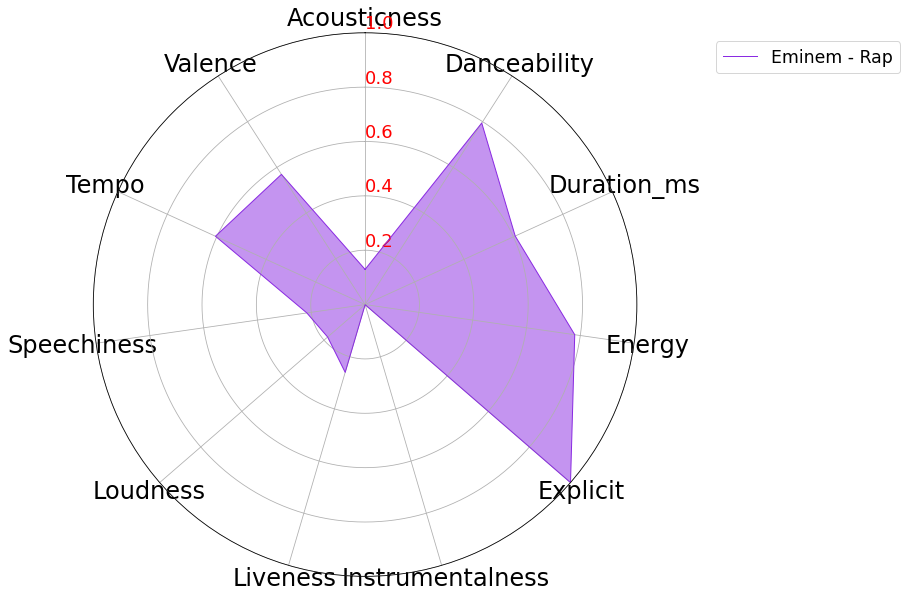 Acousticness
1.0
Eminem - Rap
Valence
Danceability
0.8
0.6
Tempo
0.4
Duration_ms
0.2
Speechiness
Energy
Loudness
Explicit
Liveness
Instrumentalness